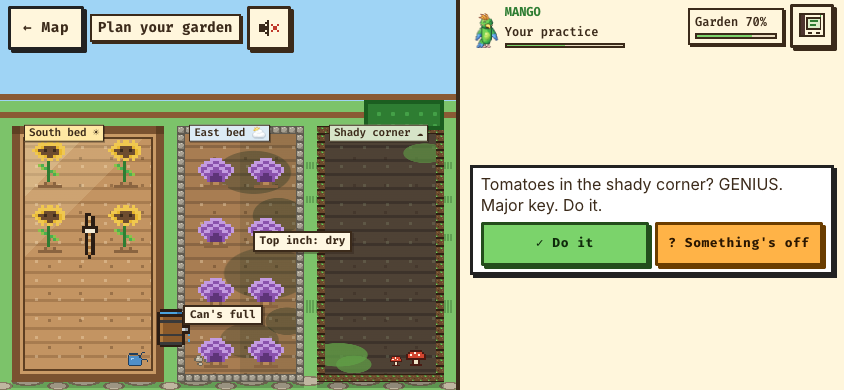 ← Map
Plan your garden
South bed ☀
East bed ⛅
Shady corner ☁
Top inch: dry
Can's full
MANGO
Your practice
Garden 70%
Tomatoes in the shady corner? GENIUS.
Major key. Do it.
✓ Do it
? Something's off